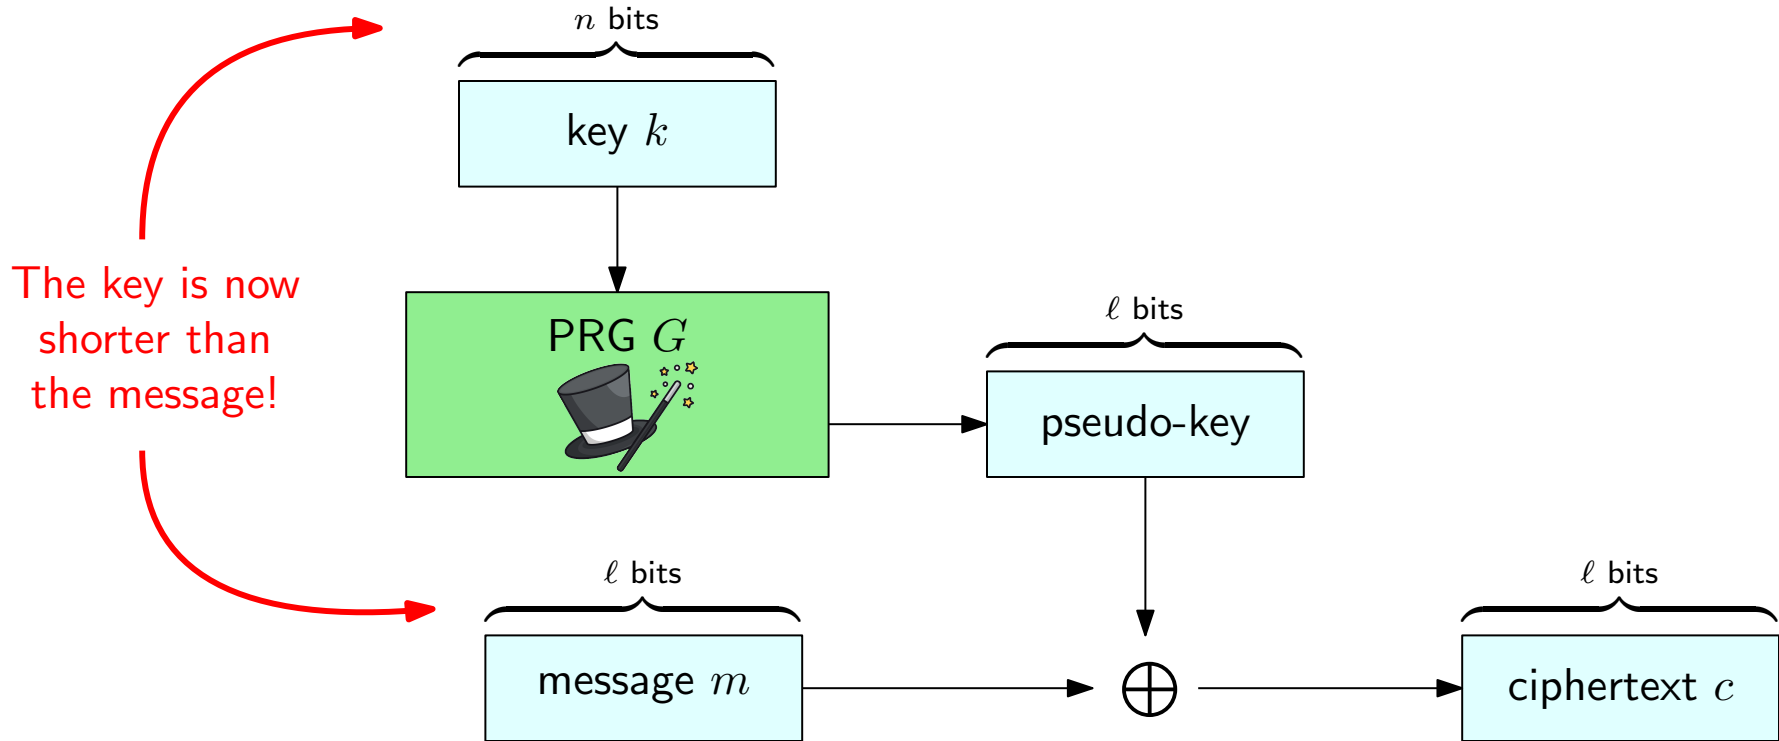 n bits
key k
The key is now
shorter than
the message!
PRG G
ℓ bits
pseudo-key
ℓ bits
message m
⊕
ℓ bits
ciphertext c